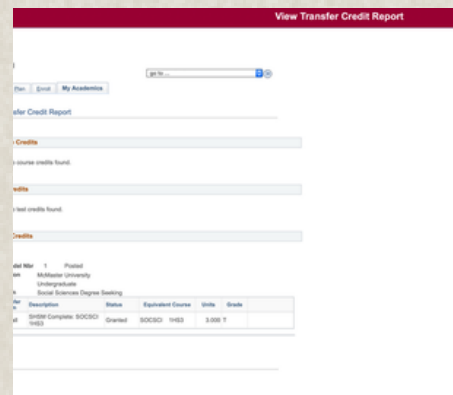 View Transfer Credit Report
go to ...
Plan Enroll My Academics
sfer Credit Report
Credits
course credits found.
edits
test credits found.
Credits
del Nbr 1 Posted
on McMaster University
Undergraduate
Social Sciences Degree Seeking
Description Status Equivalent Course Units Grade
SHSM Complete: SOCSCI 1HS3 Granted SOCSCI 1HS3 3.000 T